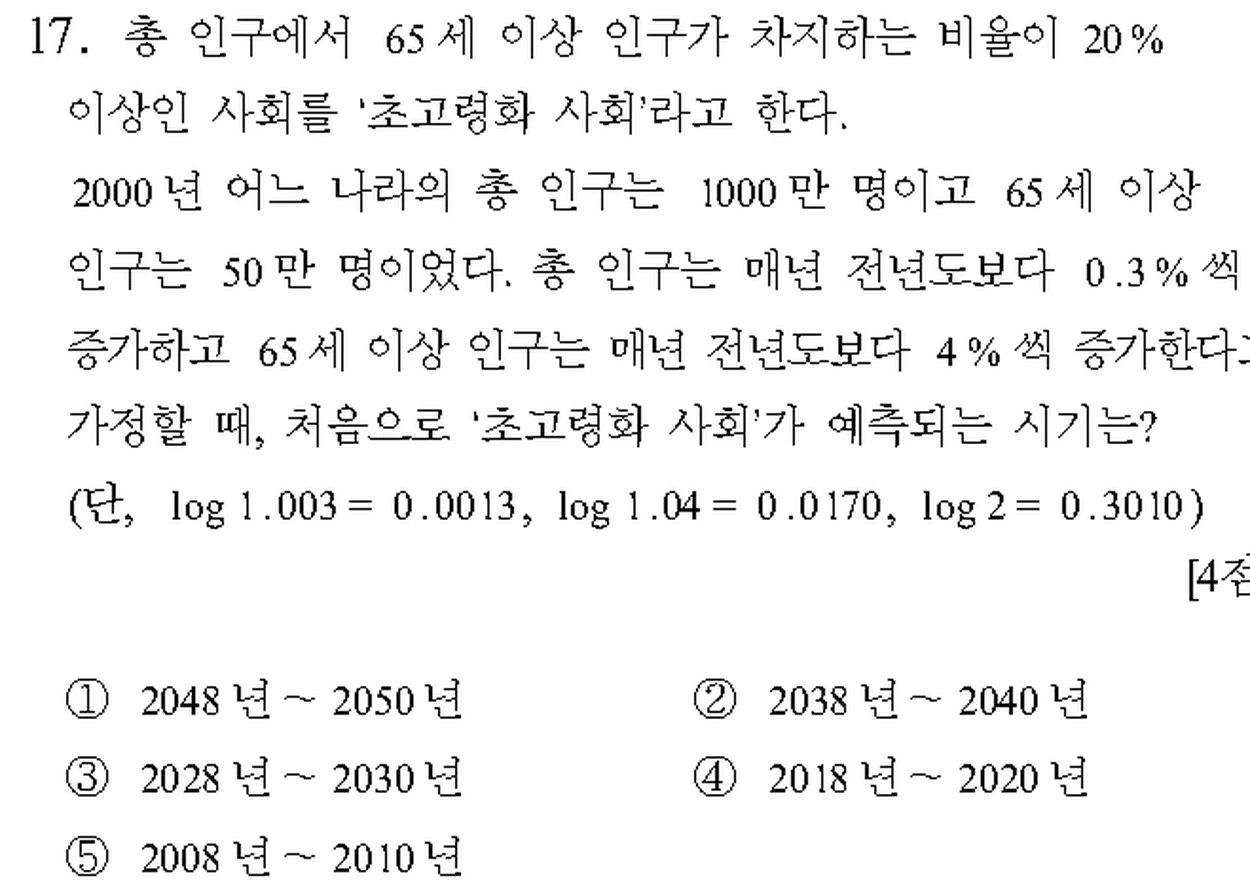 17. 총 인구에서 65세 이상 인구가 차지하는 비율이 20%
이상인 사회를 '초고령화 사회'라고 한다.
2000년 어느 나라의 총 인구는 1000만 명이고 65세 이상
인구는 50만 명이었다. 총 인구는 매년 전년도보다 0.3%씩
증가하고 65세 이상 인구는 매년 전년도보다 4%씩 증가한다고
가정할 때, 처음으로 '초고령화 사회'가 예측되는 시기는?
(단, log 1.003 = 0.0013, log 1.04 = 0.0170, log 2 = 0.3010)
[4점
① 2048년 ~ 2050년 ② 2038년 ~ 2040년
③ 2028년 ~ 2030년 ④ 2018년 ~ 2020년
⑤ 2008년 ~ 2010년